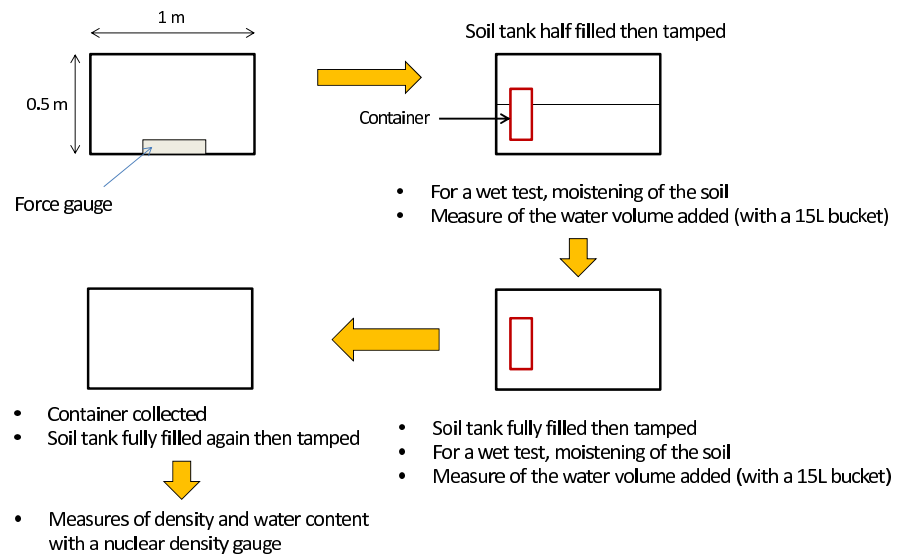 1 m
0.5 m
Force gauge
Soil tank half filled then tamped
Container
• For a wet test, moistening of the soil
• Measure of the water volume added (with a 15L bucket)
• Soil tank fully filled then tamped
• For a wet test, moistening of the soil
• Measure of the water volume added (with a 15L bucket)
• Container collected
• Soil tank fully filled again then tamped
• Measures of density and water content
with a nuclear density gauge